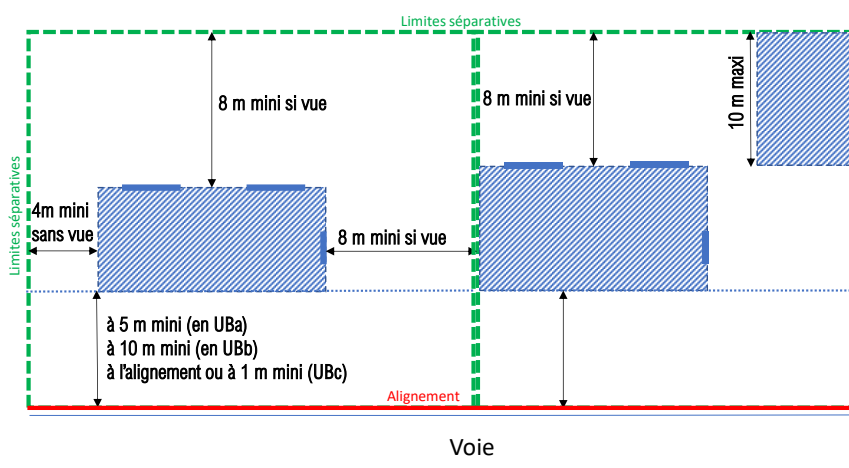 Limites séparatives
8 m mini si vue
8 m mini si vue
10 m maxi
Limites séparatives
4m mini
sans vue
8 m mini si vue
à 5 m mini (en UBa)
à 10 m mini (en UBb)
à l'alignement ou à 1 m mini (UBc)
Alignement
Voie